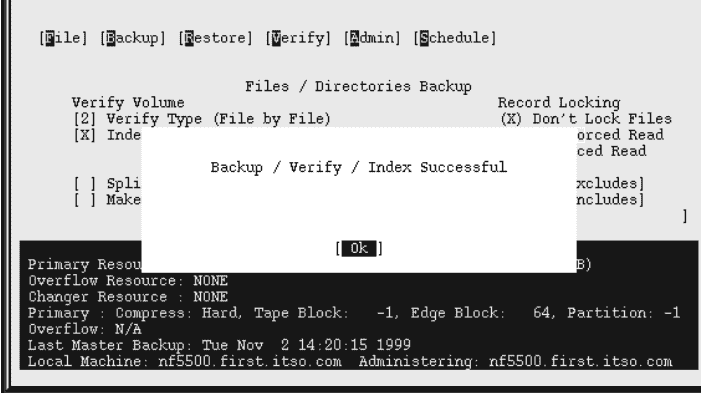 [File] [Backup] [Restore] [Verify] [Admin] [Schedule]
Files / Directories Backup
Verify Volume Record Locking
[2] Verify Type (File by File) (X) Don't Lock Files
[X] Inde orced Read
ced Read
Backup / Verify / Index Successful
[ ] Spli xcludes]
[ ] Make ncludes]
]
[ Ok ]
Primary Resou B)
Overflow Resource: NONE
Changer Resource : NONE
Primary : Compress: Hard, Tape Block: -1, Edge Block: 64, Partition: -1
Overflow: N/A
Last Master Backup: Tue Nov 2 14:20:15 1999
Local Machine: nf5500.first.itso.com Administering: nf5500.first.itso.com